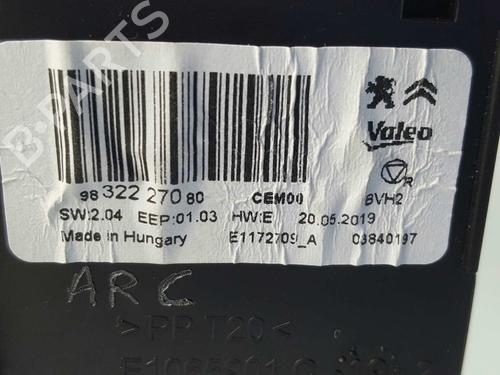 B-PARTS
Valeo
98 322 270 80 CEM00 BVH2
SW:2.04 EEP:01.03 HW:E 20.05.2019
Made in Hungary E1172709_A 03840197
ARC
>PP T20<